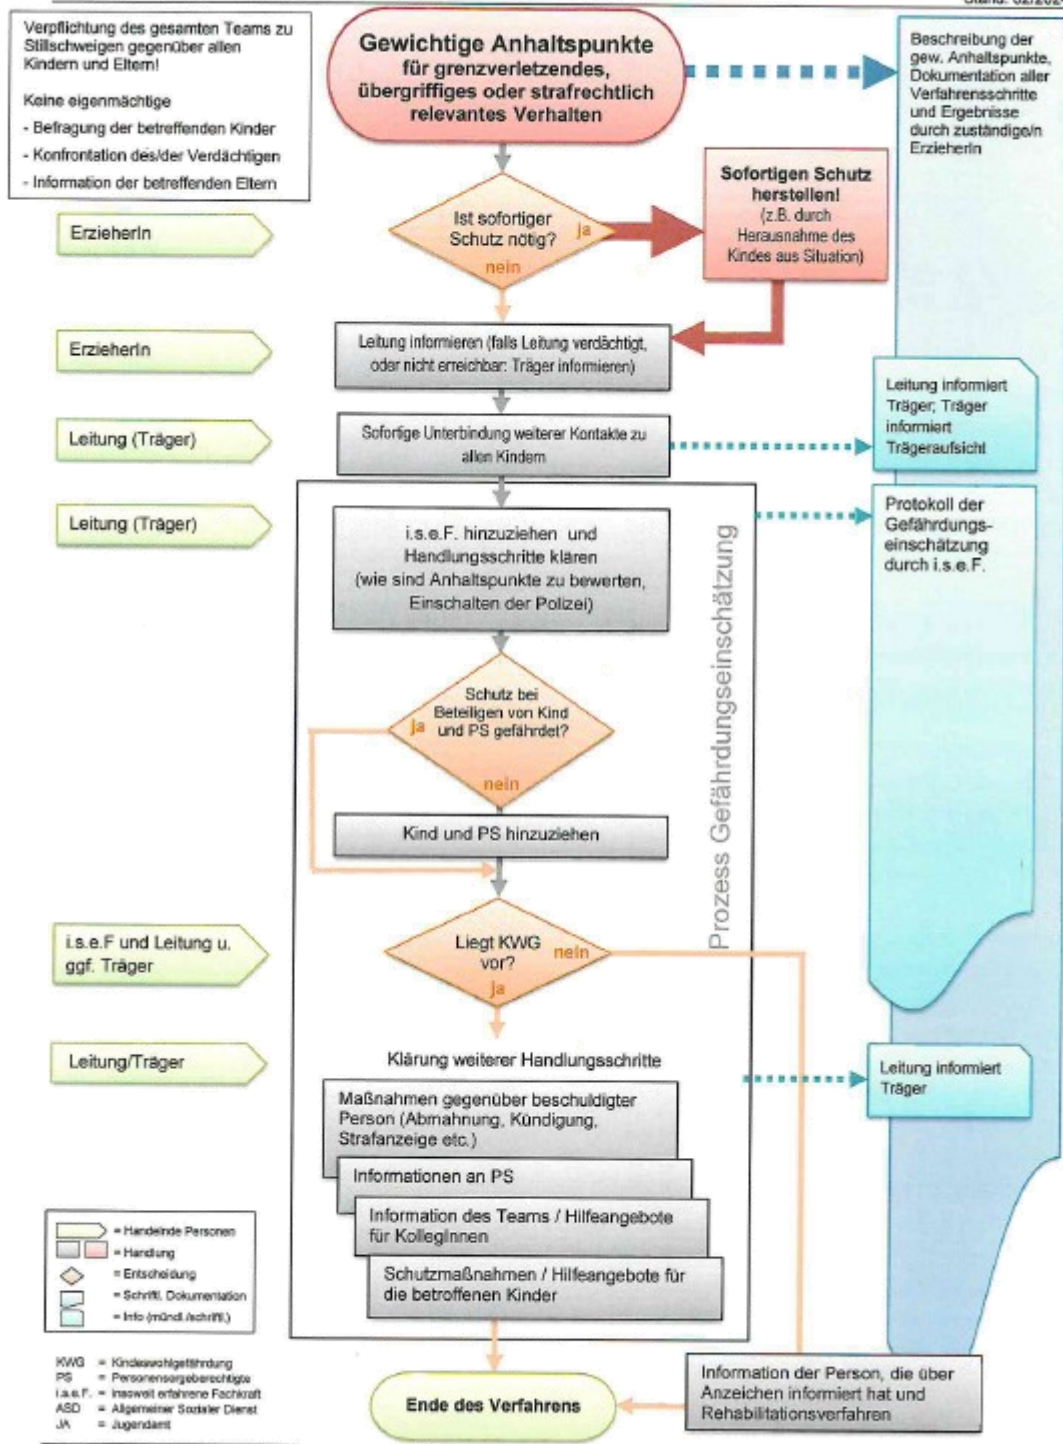 Stand: 02/2024
Verpflichtung des gesamten Teams zu
Stillschweigen gegenüber allen
Kindern und Eltern!
Keine eigenmächtige
- Befragung der betreffenden Kinder
- Konfrontation des/der Verdächtigen
- Information der betreffenden Eltern
Gewichtige Anhaltspunkte
für grenzverletzendes,
übergriffiges oder strafrechtlich
relevantes Verhalten
Beschreibung der
gew. Anhaltspunkte,
Dokumentation aller
Verfahrensschritte
und Ergebnisse
durch zuständige/n
ErzieherIn
ErzieherIn
Ist sofortiger
Schutz nötig?
ja
nein
Sofortigen Schutz
herstellen!
(z.B. durch
Herausnahme des
Kindes aus Situation)
ErzieherIn
Leitung informieren (falls Leitung verdächtigt,
oder nicht erreichbar: Träger informieren)
Leitung (Träger)
Sofortige Unterbindung weiterer Kontakte zu
allen Kindern
Leitung informiert
Träger; Träger
informiert
Trägeraufsicht
Leitung (Träger)
i.s.e.F. hinzuziehen und
Handlungsschritte klären
(wie sind Anhaltspunkte zu bewerten,
Einschalten der Polizei)
Prozess Gefährdungseinschätzung
Protokoll der
Gefährdungs-
einschätzung
durch i.s.e.F.
Schutz bei
Beteiligen von Kind
und PS gefährdet?
ja
nein
Kind und PS hinzuziehen
i.s.e.F und Leitung u.
ggf. Träger
Liegt KWG
vor?
nein
ja
Leitung/Träger
Klärung weiterer Handlungsschritte
Leitung informiert
Träger
Maßnahmen gegenüber beschuldigter
Person (Abmahnung, Kündigung,
Strafanzeige etc.)
Informationen an PS
Information des Teams / Hilfeangebote
für KollegInnen
Schutzmaßnahmen / Hilfeangebote für
die betroffenen Kinder
= Handelnde Personen
= Handlung
= Entscheidung
= Schriftl. Dokumentation
= Info (mündl./schriftl.)
KWG = Kindeswohlgefährdung
PS = Personensorgeberechtigte
i.s.e.F. = Insoweit erfahrene Fachkraft
ASD = Allgemeiner Sozialer Dienst
JA = Jugendamt
Ende des Verfahrens
Information der Person, die über
Anzeichen informiert hat und
Rehabilitationsverfahren